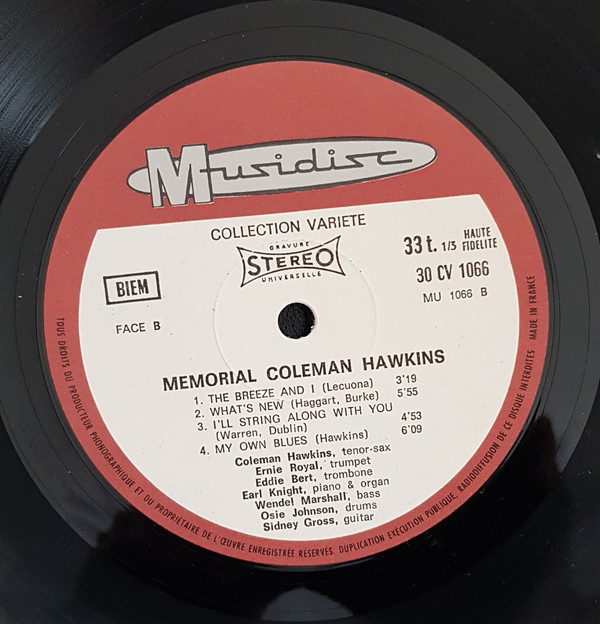 Musidisc
COLLECTION VARIETE
GRAVURE
STEREO
UNIVERSELLE
33 t. 1/3 HAUTE FIDELITE
30 CV 1066
MU 1066 B
BIEM
FACE B
MEMORIAL COLEMAN HAWKINS
1. THE BREEZE AND I (Lecuona) 3'19
2. WHAT'S NEW (Haggart, Burke) 5'55
3. I'LL STRING ALONG WITH YOU
(Warren, Dublin) 4'53
4. MY OWN BLUES (Hawkins) 6'09
Coleman Hawkins, tenor-sax
Ernie Royal, trumpet
Eddie Bert, trombone
Earl Knight, piano & organ
Wendel Marshall, bass
Osie Johnson, drums
Sidney Gross, guitar
TOUS DROITS DU PRODUCTEUR PHONOGRAPHIQUE ET DU PROPRIETAIRE DE L'ŒUVRE ENREGISTRÉE RÉSERVÉS. DUPLICATION EXECUTION PUBLIQUE, RADIODIFFUSION DE CE DISQUE INTERDITES MADE IN FRANCE